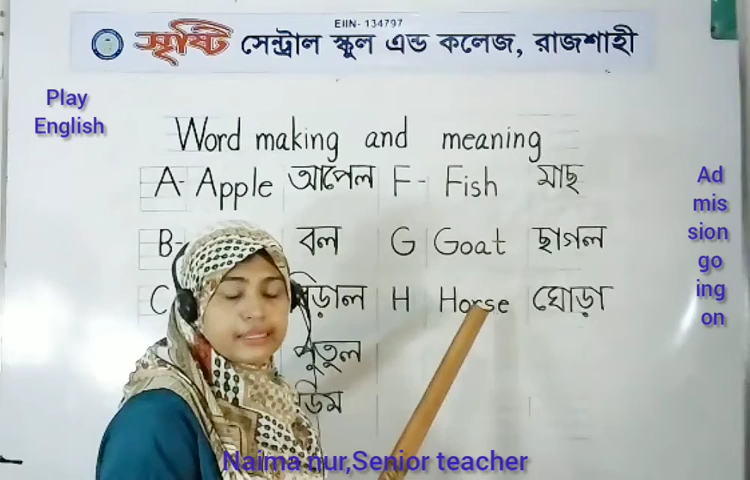 EIIN- 134797
সৃষ্টি সেন্ট্রাল স্কুল এন্ড কলেজ, রাজশাহী
Play
English
Word making and meaning
A- Apple আপেল F- Fish মাছ
B- বল G Goat ছাগল
C H Horse ঘোড়া
পুতুল
ডিম
Ad
mis
sion
go
ing
on
Naima nur,Senior teacher